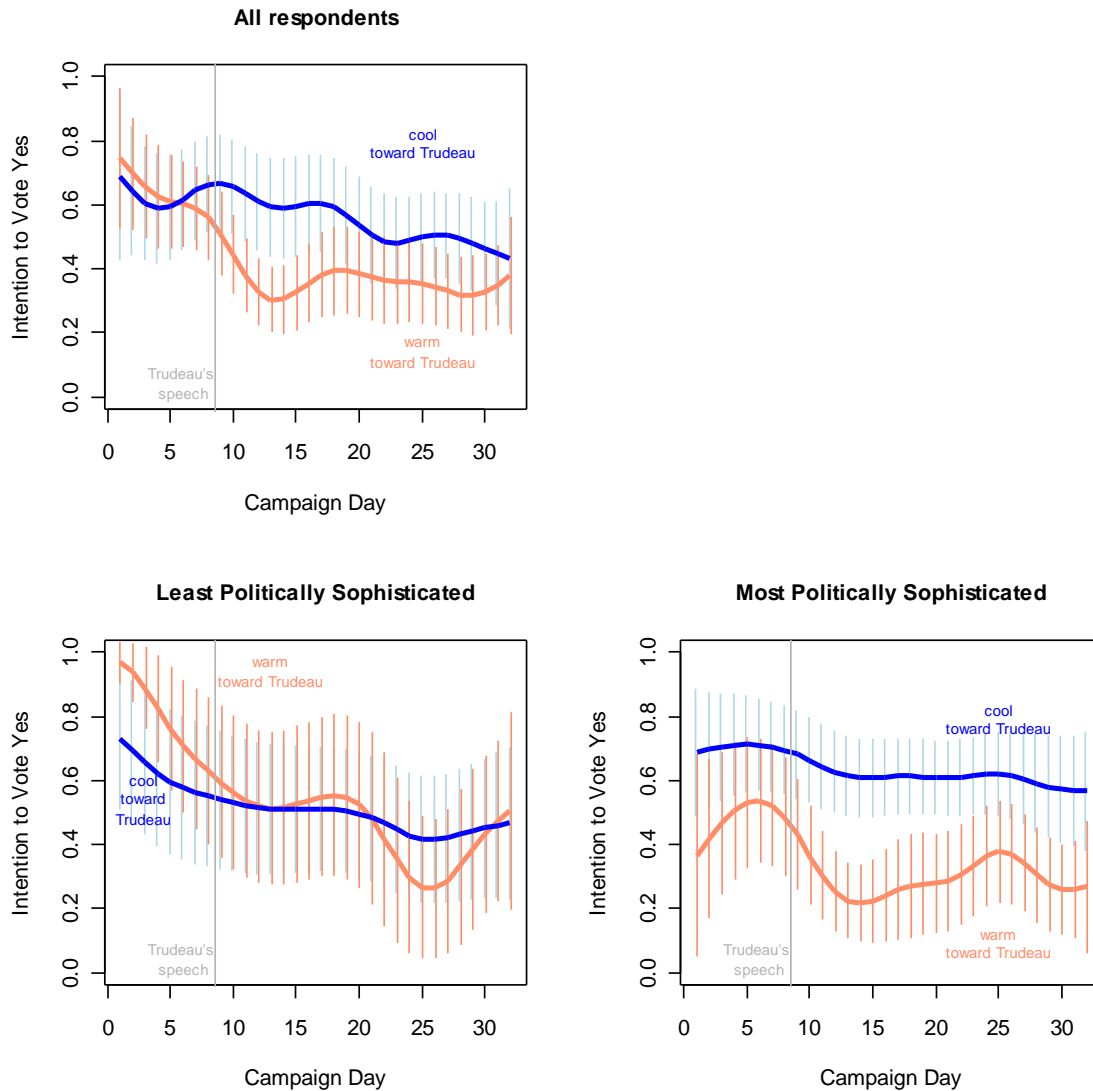 All respondents
Intention to Vote Yes
1.0
0.8
0.6
0.4
0.2
0.0
cool
toward Trudeau
warm
toward Trudeau
Trudeau's
speech
0 5 10 15 20 25 30
Campaign Day
Least Politically Sophisticated
Intention to Vote Yes
1.0
0.8
0.6
0.4
0.2
0.0
warm
toward Trudeau
cool
toward
Trudeau
Trudeau's
speech
0 5 10 15 20 25 30
Campaign Day
Most Politically Sophisticated
Intention to Vote Yes
1.0
0.8
0.6
0.4
0.2
0.0
cool
toward Trudeau
warm
toward Trudeau
Trudeau's
speech
0 5 10 15 20 25 30
Campaign Day